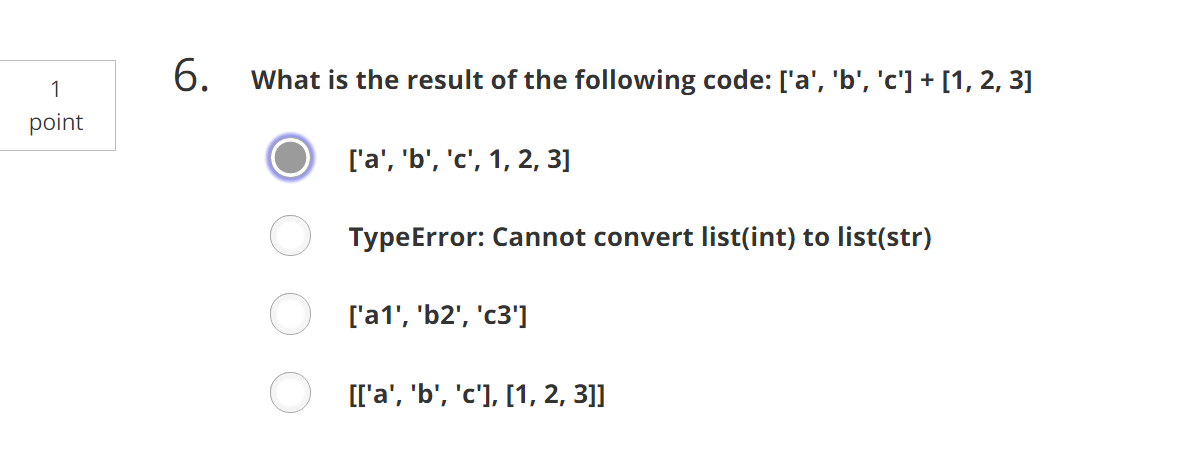 1
point
6. What is the result of the following code: ['a', 'b', 'c'] + [1, 2, 3]
['a', 'b', 'c', 1, 2, 3]
TypeError: Cannot convert list(int) to list(str)
['a1', 'b2', 'c3']
[['a', 'b', 'c'], [1, 2, 3]]